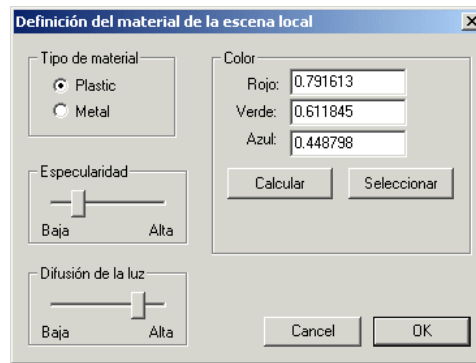 Definición del material de la escena local
Tipo de material
Plastic
Metal
Especularidad
Baja Alta
Difusión de la luz
Baja Alta
Color
Rojo: 0.791613
Verde: 0.611845
Azul: 0.448798
Calcular Seleccionar
Cancel OK